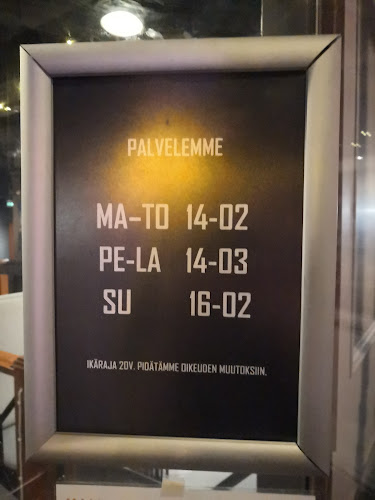 PALVELEMME
MA-TO 14-02
PE-LA 14-03
SU 16-02
IKÄRAJA 20V. PIDÄTÄMME OIKEUDEN MUUTOKSIIN.